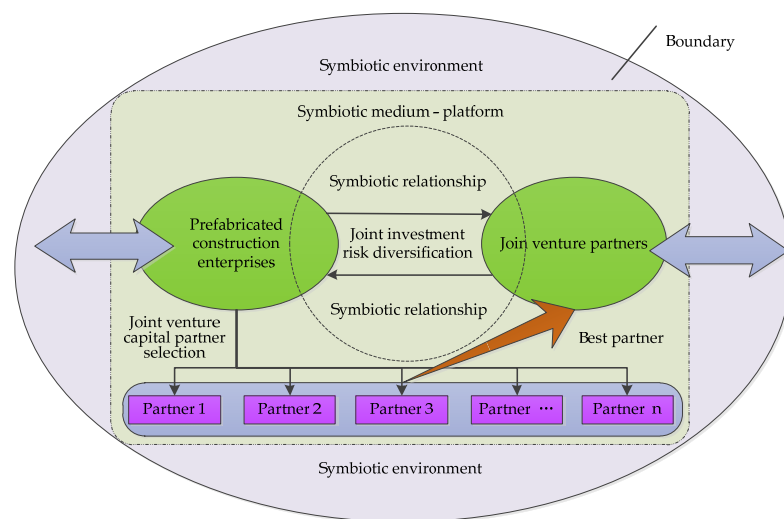 Boundary
Symbiotic environment
Symbiotic medium - platform
Symbiotic relationship
Prefabricated
construction
enterprises
Joint investment
risk diversification
Join venture partners
Symbiotic relationship
Joint venture
capital partner
selection
Best partner
Partner 1
Partner 2
Partner 3
Partner ···
Partner n
Symbiotic environment